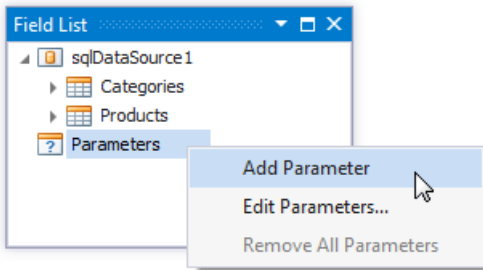 Field List
sqlDataSource1
Categories
Products
Parameters
Add Parameter
Edit Parameters...
Remove All Parameters